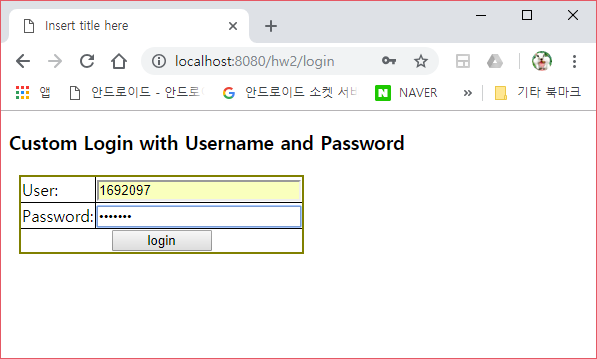 Insert title here
localhost:8080/hw2/login
앱 안드로이드 - 안드로 안드로이드 소켓 서 NAVER » 기타 북마크
Custom Login with Username and Password
User: 1692097
Password: •••••••
login